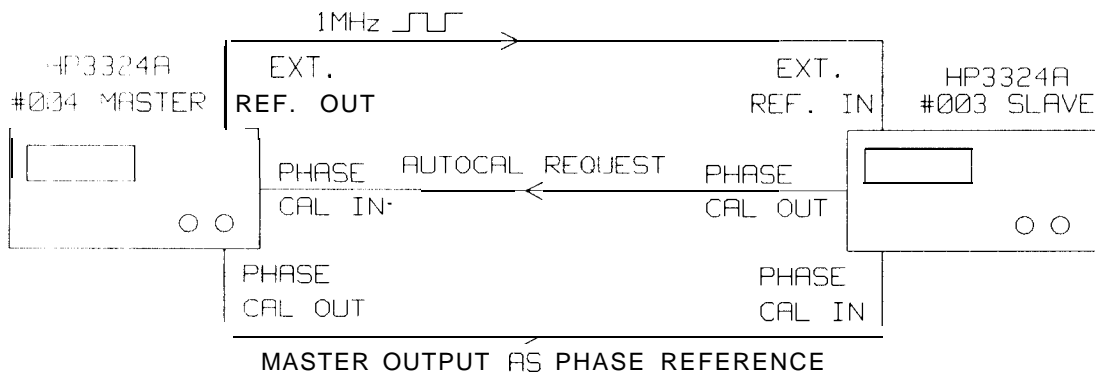 1MHz
HP3324A
#004 MASTER
EXT.
REF. OUT
EXT.
REF. IN
HP3324A
#003 SLAVE
PHASE
CAL IN
AUTOCAL REQUEST
PHASE
CAL OUT
PHASE
CAL OUT
PHASE
CAL IN
MASTER OUTPUT AS PHASE REFERENCE